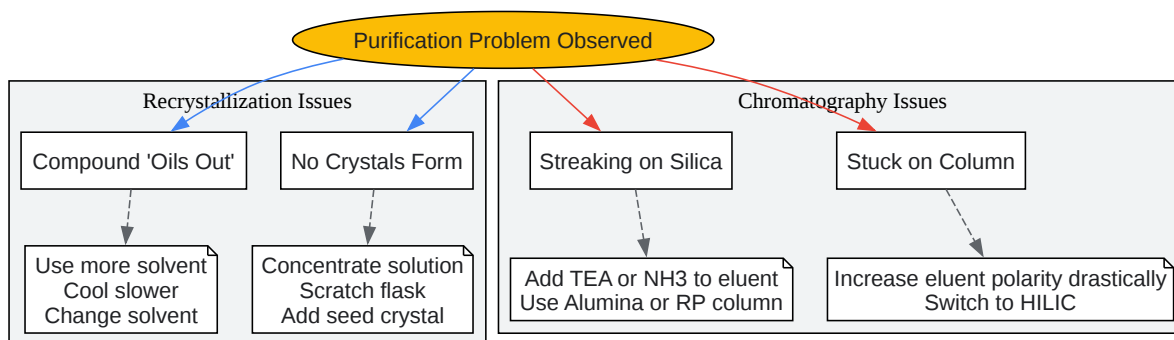 Purification Problem Observed
Recrystallization Issues
Chromatography Issues
Compound 'Oils Out'
No Crystals Form
Streaking on Silica
Stuck on Column
Use more solvent
Cool slower
Change solvent
Concentrate solution
Scratch flask
Add seed crystal
Add TEA or NH3 to eluent
Use Alumina or RP column
Increase eluent polarity drastically
Switch to HILIC